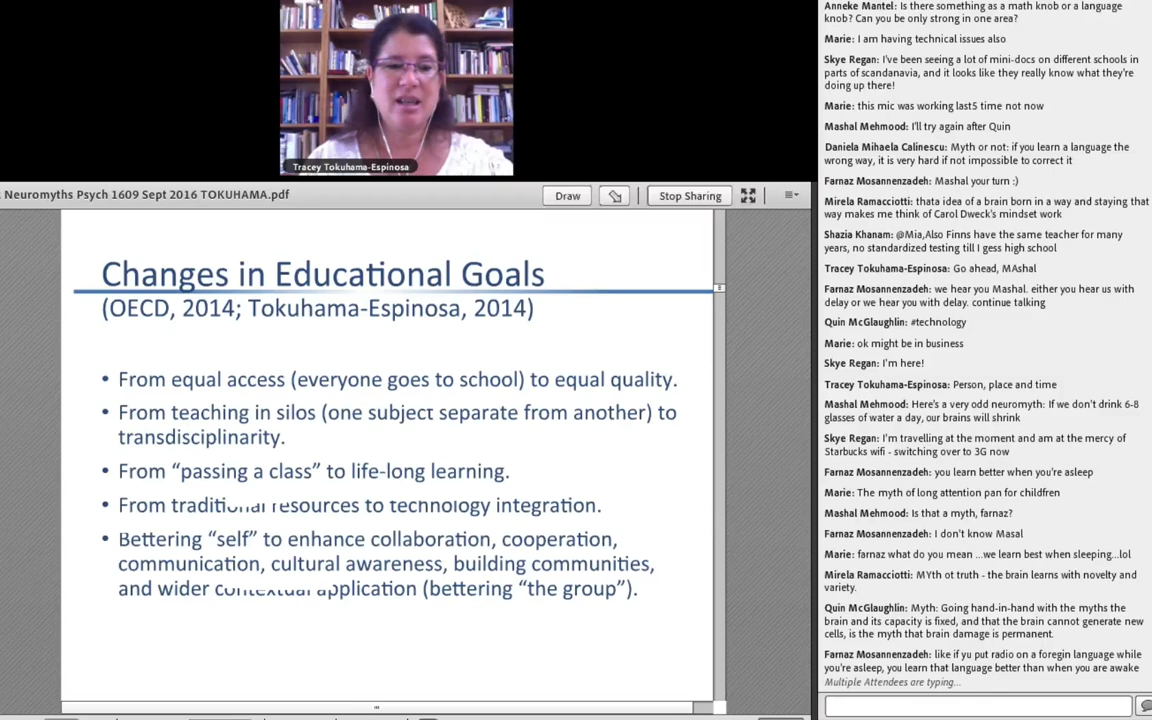 Tracey Tokuhama-Espinosa
Neuromyths Psych 1609 Sept 2016 TOKUHAMA.pdf
Draw
Stop Sharing
Changes in Educational Goals
(OECD, 2014; Tokuhama-Espinosa, 2014)
• From equal access (everyone goes to school) to equal quality.
• From teaching in silos (one subject separate from another) to
transdisciplinarity.
• From “passing a class” to life-long learning.
• From traditional resources to technology integration.
• Bettering “self” to enhance collaboration, cooperation,
communication, cultural awareness, building communities,
and wider contextual application (bettering “the group”).
Anneke Mantel: Is there something as a math knob or a language
knob? Can you be only strong in one area?
Marie: I am having technical issues also
Skye Regan: I've been seeing a lot of mini-docs on different schools in
parts of scandanavia, and it looks like they really know what they're
doing up there!
Marie: this mic was working last5 time not now
Mashal Mehmood: I'll try again after Quin
Daniela Mihaela Calinescu: Myth or not: if you learn a language the
wrong way, it is very hard if not impossible to correct it
Farnaz Mosannenzadeh: Mashal your turn :)
Mirela Ramacciotti: thata idea of a brain born in a way and staying that
way makes me think of Carol Dweck's mindset work
Shazia Khanam: @Mia,Also Finns have the same teacher for many
years, no standardized testing till I gess high school
Tracey Tokuhama-Espinosa: Go ahead, MAshal
Farnaz Mosannenzadeh: we hear you Mashal. either you hear us with
delay or we hear you with delay. continue talking
Quin McGlaughlin: #technology
Marie: ok might be in business
Skye Regan: I'm here!
Tracey Tokuhama-Espinosa: Person, place and time
Mashal Mehmood: Here's a very odd neuromyth: If we don't drink 6-8
glasses of water a day, our brains will shrink
Skye Regan: I'm travelling at the moment and am at the mercy of
Starbucks wifi - switching over to 3G now
Farnaz Mosannenzadeh: you learn better when you're asleep
Marie: The myth of long attention pan for childfren
Mashal Mehmood: Is that a myth, farnaz?
Farnaz Mosannenzadeh: I don't know Masal
Marie: farnaz what do you mean ...we learn best when sleeping...lol
Mirela Ramacciotti: MYth ot truth - the brain learns with novelty and
variety.
Quin McGlaughlin: Myth: Going hand-in-hand with the myths the
brain and its capacity is fixed, and that the brain cannot generate new
cells, is the myth that brain damage is permanent.
Farnaz Mosannenzadeh: like if yu put radio on a foregin language while
you're asleep, you learn that language better than when you are awake
Multiple Attendees are typing...